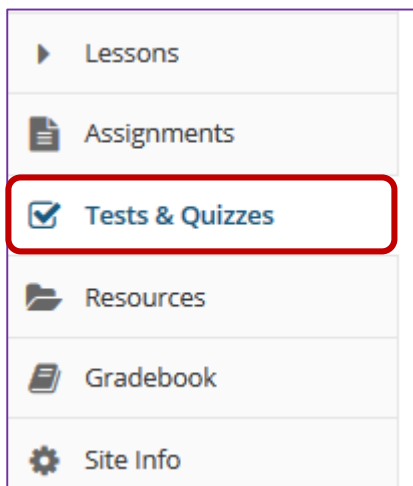 Lessons
Assignments
Tests & Quizzes
Resources
Gradebook
Site Info